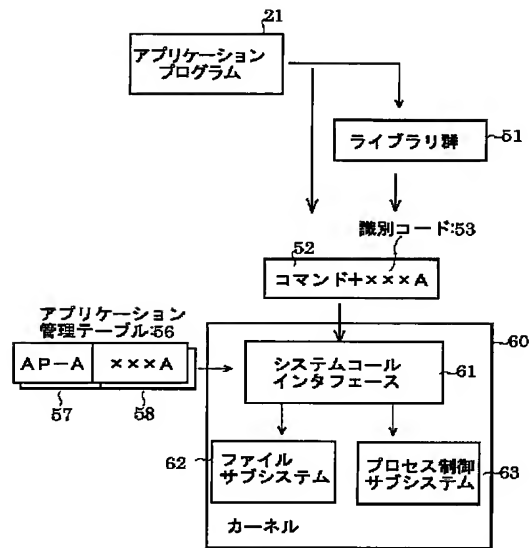 21
アプリケーション
プログラム
51
ライブラリ群
識別コード:53
52
コマンド+×××A
アプリケーション
管理テーブル:56
AP-A
×××A
57
58
60
システムコール
インタフェース
61
62
ファイル
サブシステム
プロセス制御
サブシステム
63
カーネル